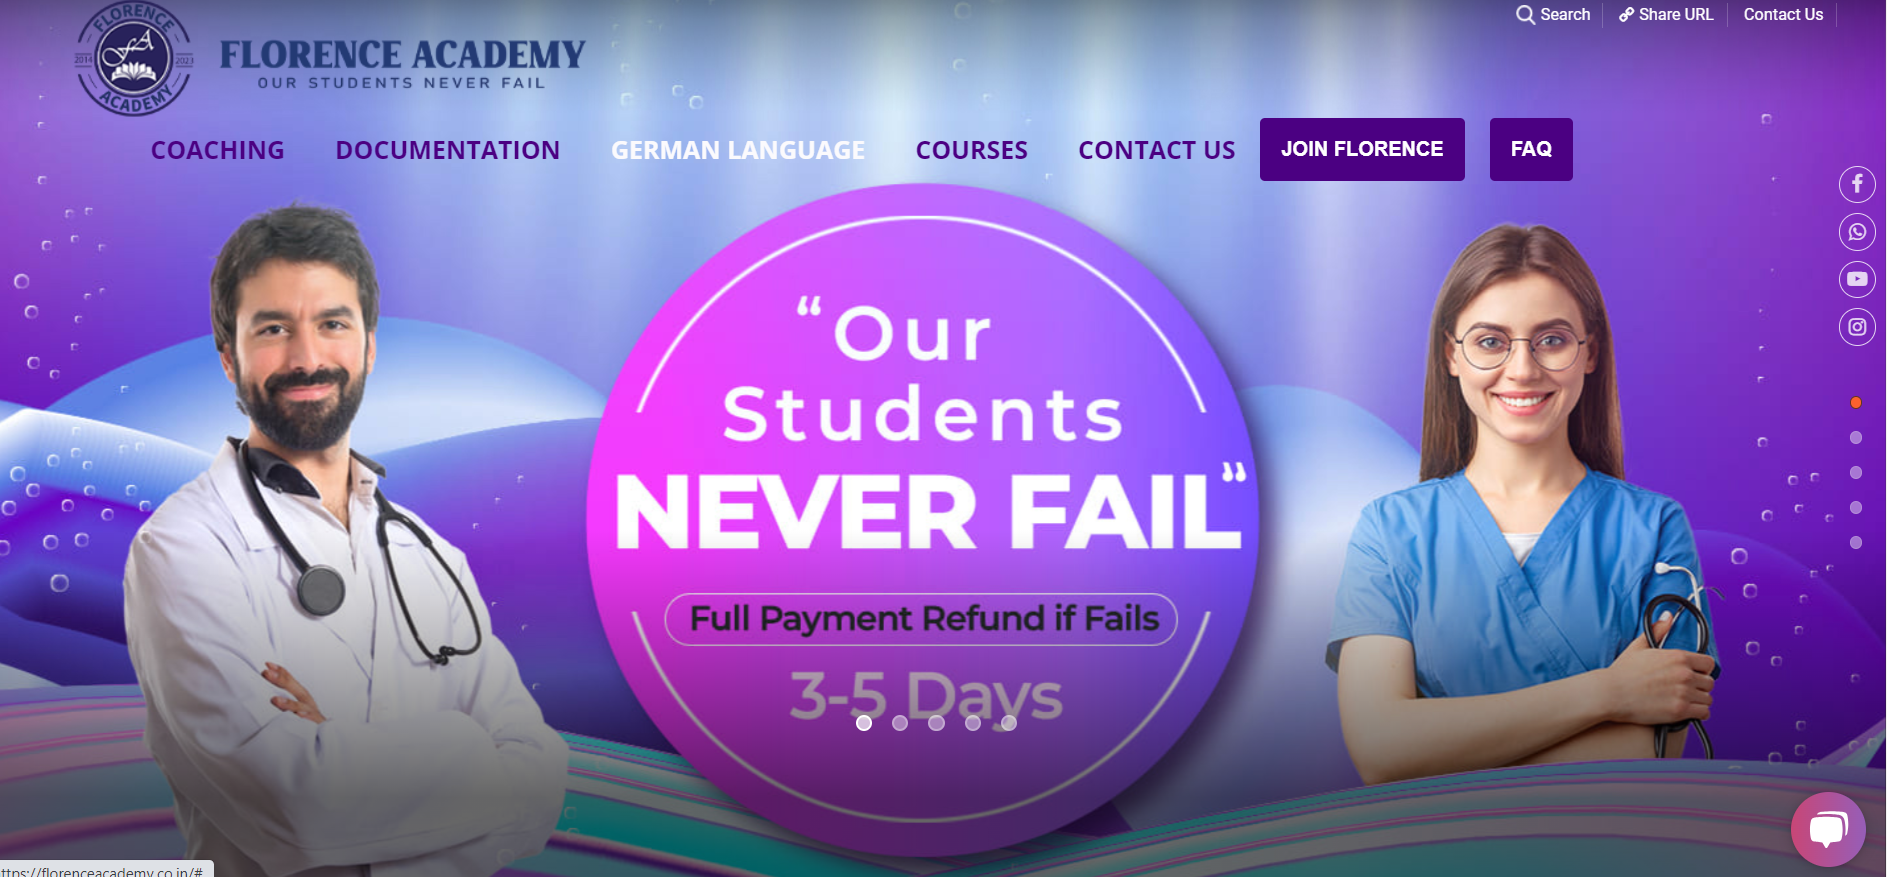 Search
Share URL
Contact Us
FLORENCE
2014
2023
ACADEMY
FLORENCE ACADEMY
OUR STUDENTS NEVER FAIL
COACHING
DOCUMENTATION
GERMAN LANGUAGE
COURSES
CONTACT US
JOIN FLORENCE
FAQ
“Our
Students
NEVER FAIL”
Full Payment Refund if Fails
3-5 Days
ttps://florenceacademy.co.in/#